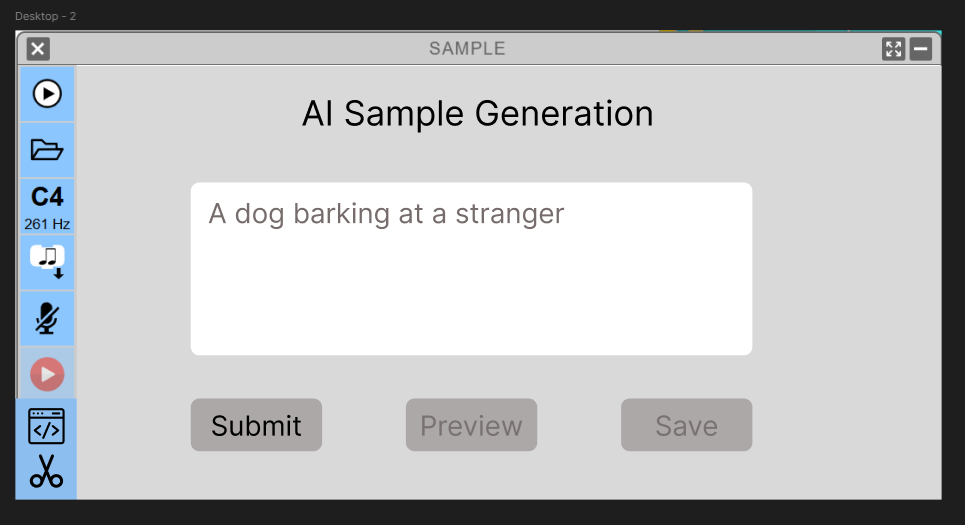 Desktop - 2
SAMPLE
AI Sample Generation
C4
261 Hz
A dog barking at a stranger
Submit
Preview
Save